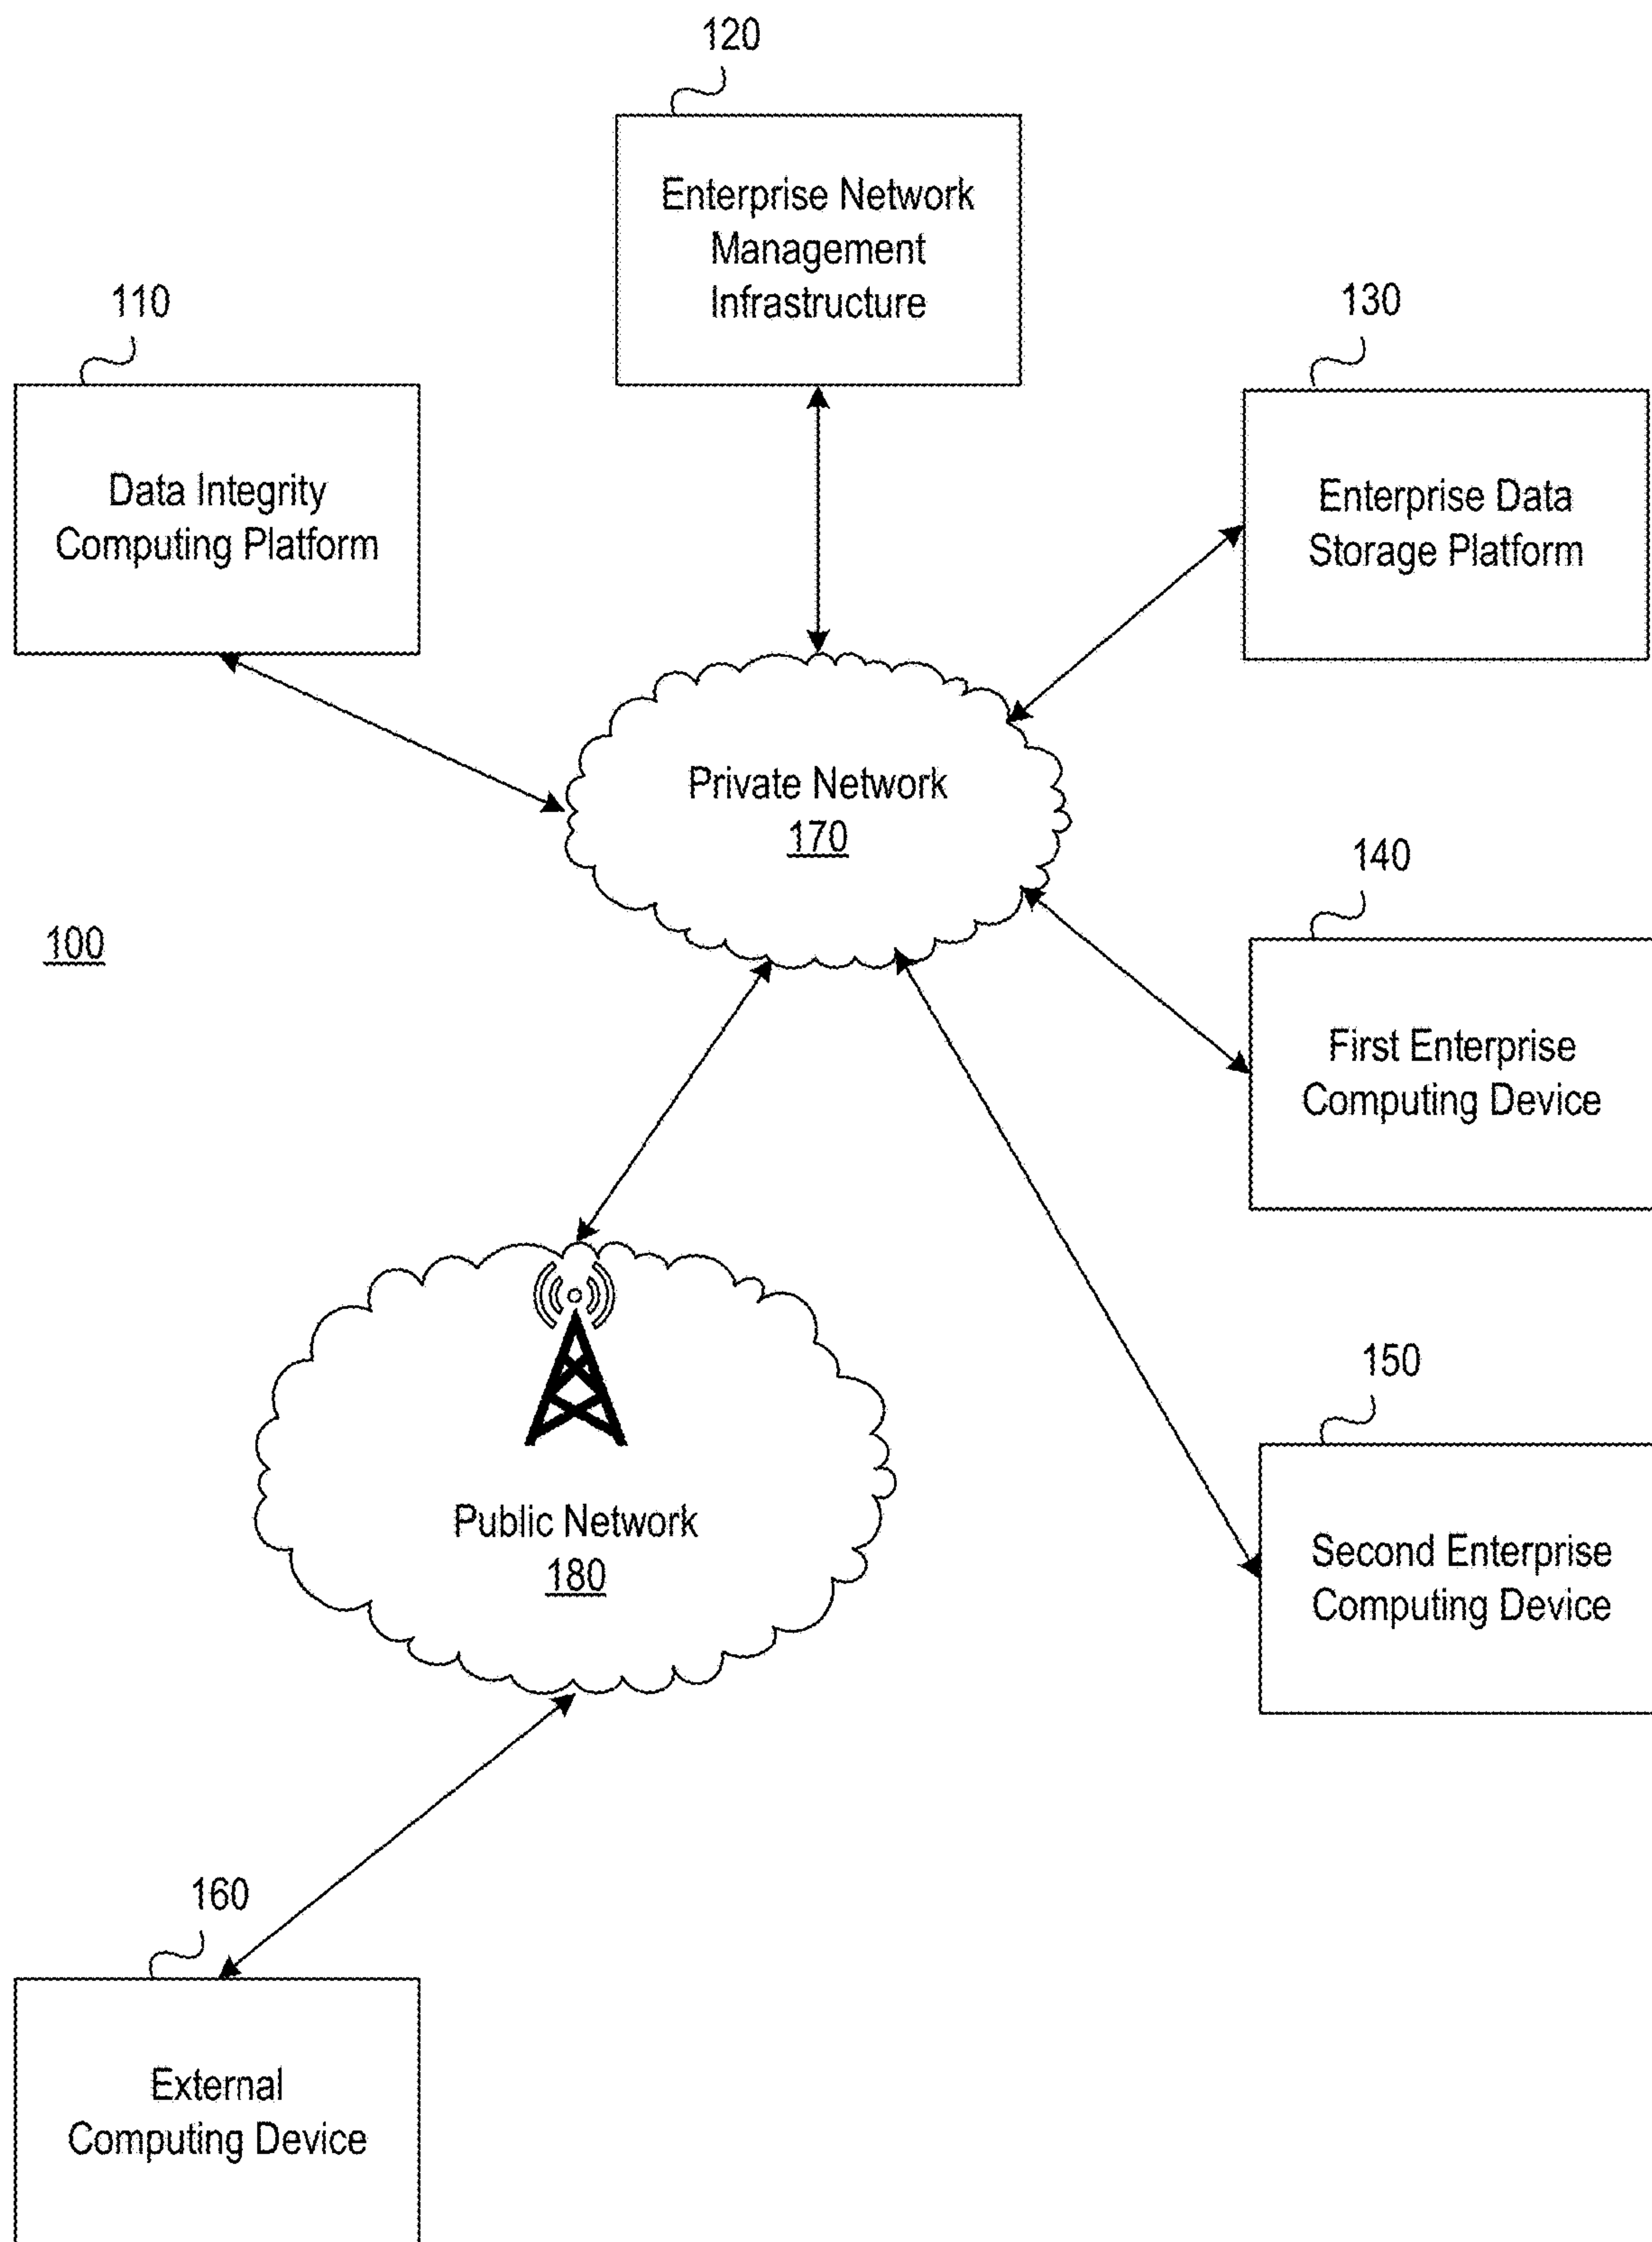 120
Enterprise Network
Management
Infrastructure
110
Data Integrity
Computing Platform
130
Enterprise Data
Storage Platform
Private Network
170
140
First Enterprise
Computing Device
100
150
Second Enterprise
Computing Device
Public Network
180
160
External
Computing Device